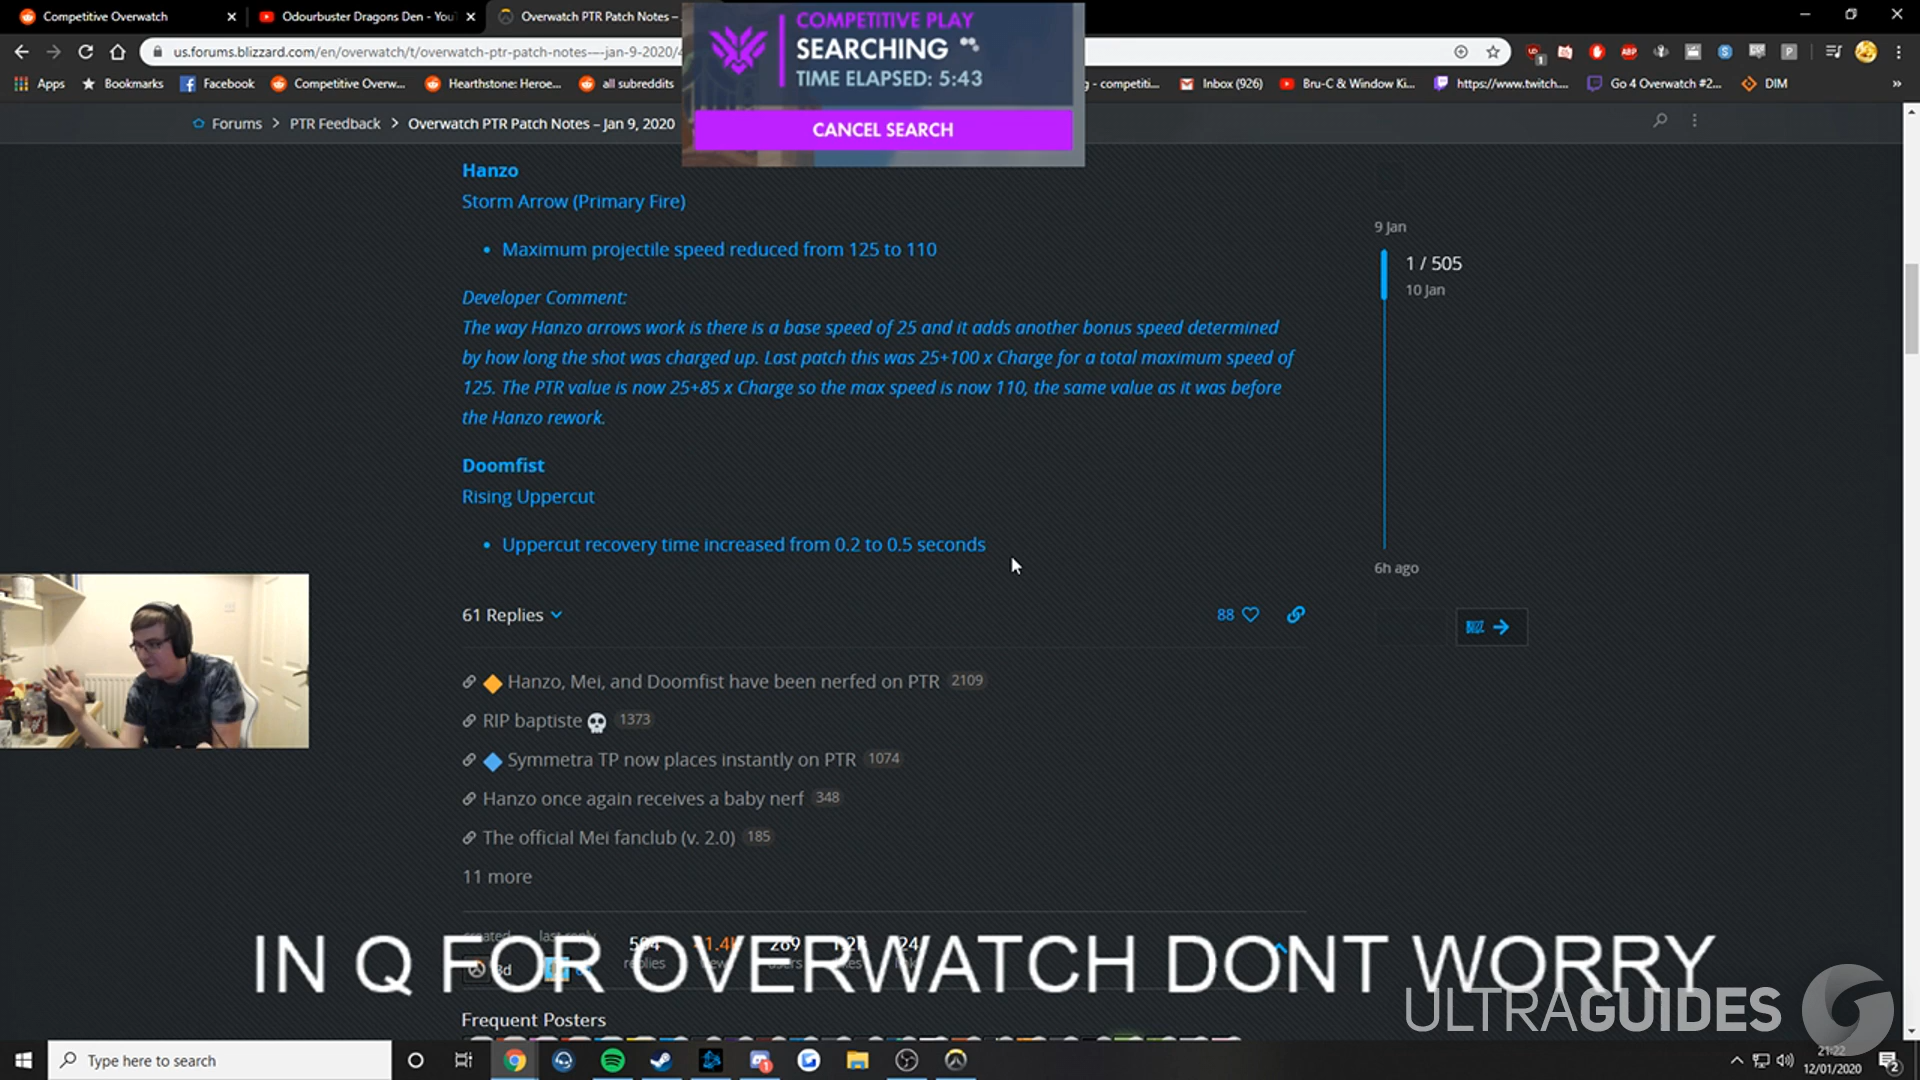 Competitive Overwatch
Odourbuster Dragons Den - You
Overwatch PTR Patch Notes –
us.forums.blizzard.com/en/overwatch/t/overwatch-ptr-patch-notes-–-jan-9-2020/4
Apps
Bookmarks
Facebook
Competitive Overw...
Hearthstone: Heroe...
all subreddits
g - competiti...
Inbox (926)
Bru-C & Window Ki...
https://www.twitch....
Go 4 Overwatch #2...
DIM
»
COMPETITIVE PLAY
SEARCHING
TIME ELAPSED: 5:43
CANCEL SEARCH
Forums > PTR Feedback > Overwatch PTR Patch Notes – Jan 9, 2020
Hanzo
Storm Arrow (Primary Fire)
• Maximum projectile speed reduced from 125 to 110
Developer Comment:
The way Hanzo arrows work is there is a base speed of 25 and it adds another bonus speed determined
by how long the shot was charged up. Last patch this was 25+100 x Charge for a total maximum speed of
125. The PTR value is now 25+85 x Charge so the max speed is now 110, the same value as it was before
the Hanzo rework.
Doomfist
Rising Uppercut
• Uppercut recovery time increased from 0.2 to 0.5 seconds
9 Jan
1 / 505
10 Jan
6h ago
61 Replies
88
Hanzo, Mei, and Doomfist have been nerfed on PTR 2109
RIP baptiste 1373
Symmetra TP now places instantly on PTR 1074
Hanzo once again receives a baby nerf 348
The official Mei fanclub (v. 2.0) 185
11 more
created
last reply
replies
IN Q FOR OVERWATCH DONT WORRY
ULTRAGUIDES
Frequent Posters
Type here to search
21:22
12/01/2020